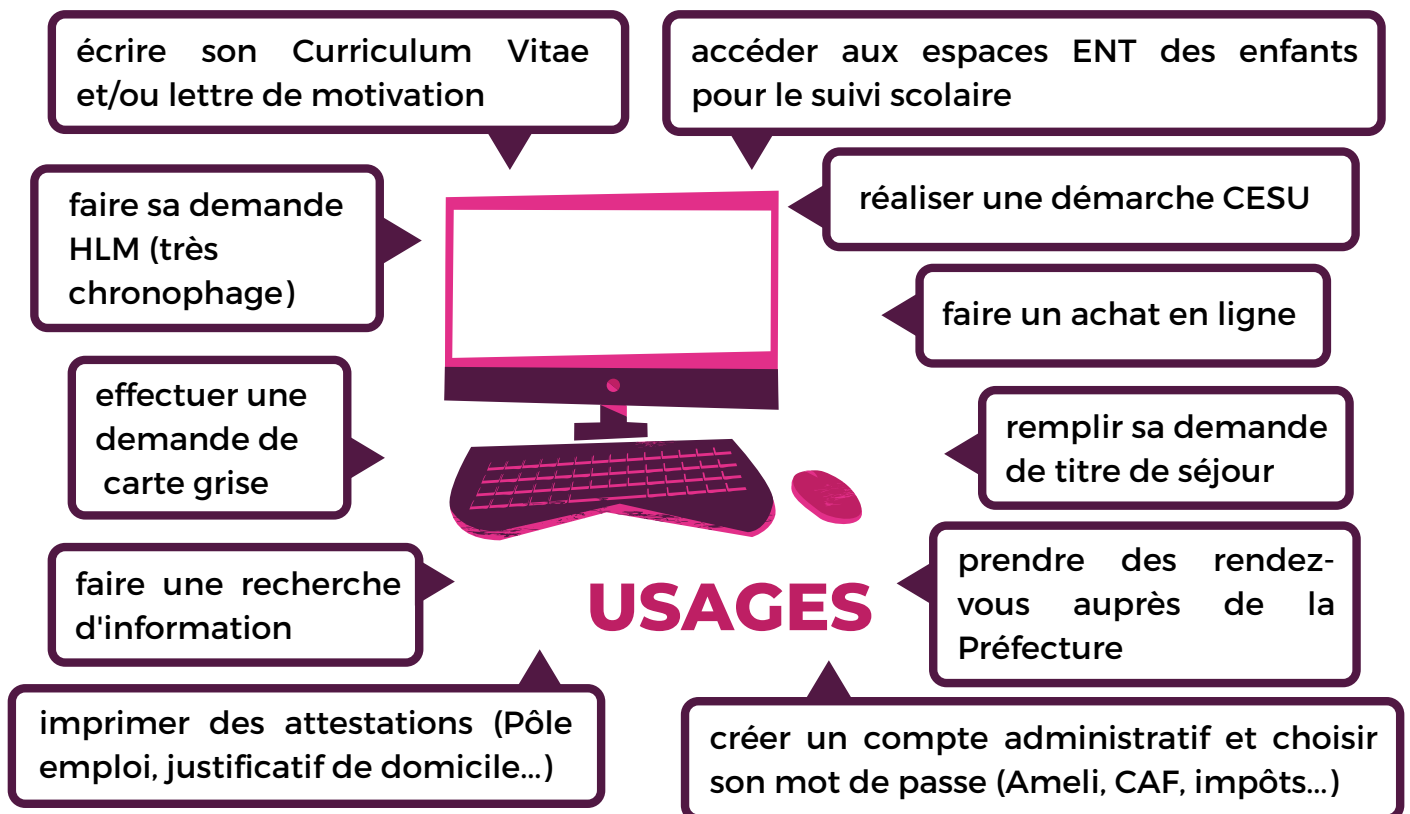 écrire son Curriculum Vitae
et/ou lettre de motivation
accéder aux espaces ENT des enfants
pour le suivi scolaire
faire sa demande
HLM (très
chronophage)
réaliser une démarche CESU
faire un achat en ligne
effectuer une
demande de
carte grise
remplir sa demande
de titre de séjour
faire une recherche
d'information
USAGES
prendre des rendez-
vous auprès de la
Préfecture
imprimer des attestations (Pôle
emploi, justificatif de domicile...)
créer un compte administratif et choisir
son mot de passe (Ameli, CAF, impôts...)